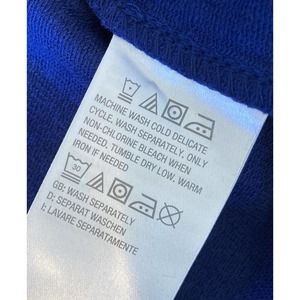 MACHINE WASH COLD DELICATE
CYCLE. WASH SEPARATELY. ONLY
NON-CHLORINE BLEACH WHEN
NEEDED. TUMBLE DRY LOW. WARM
IRON IF NEEDED.
30
GB: WASH SEPARATELY
D: SEPARAT WASCHEN
I: LAVARE SEPARATAMENTE